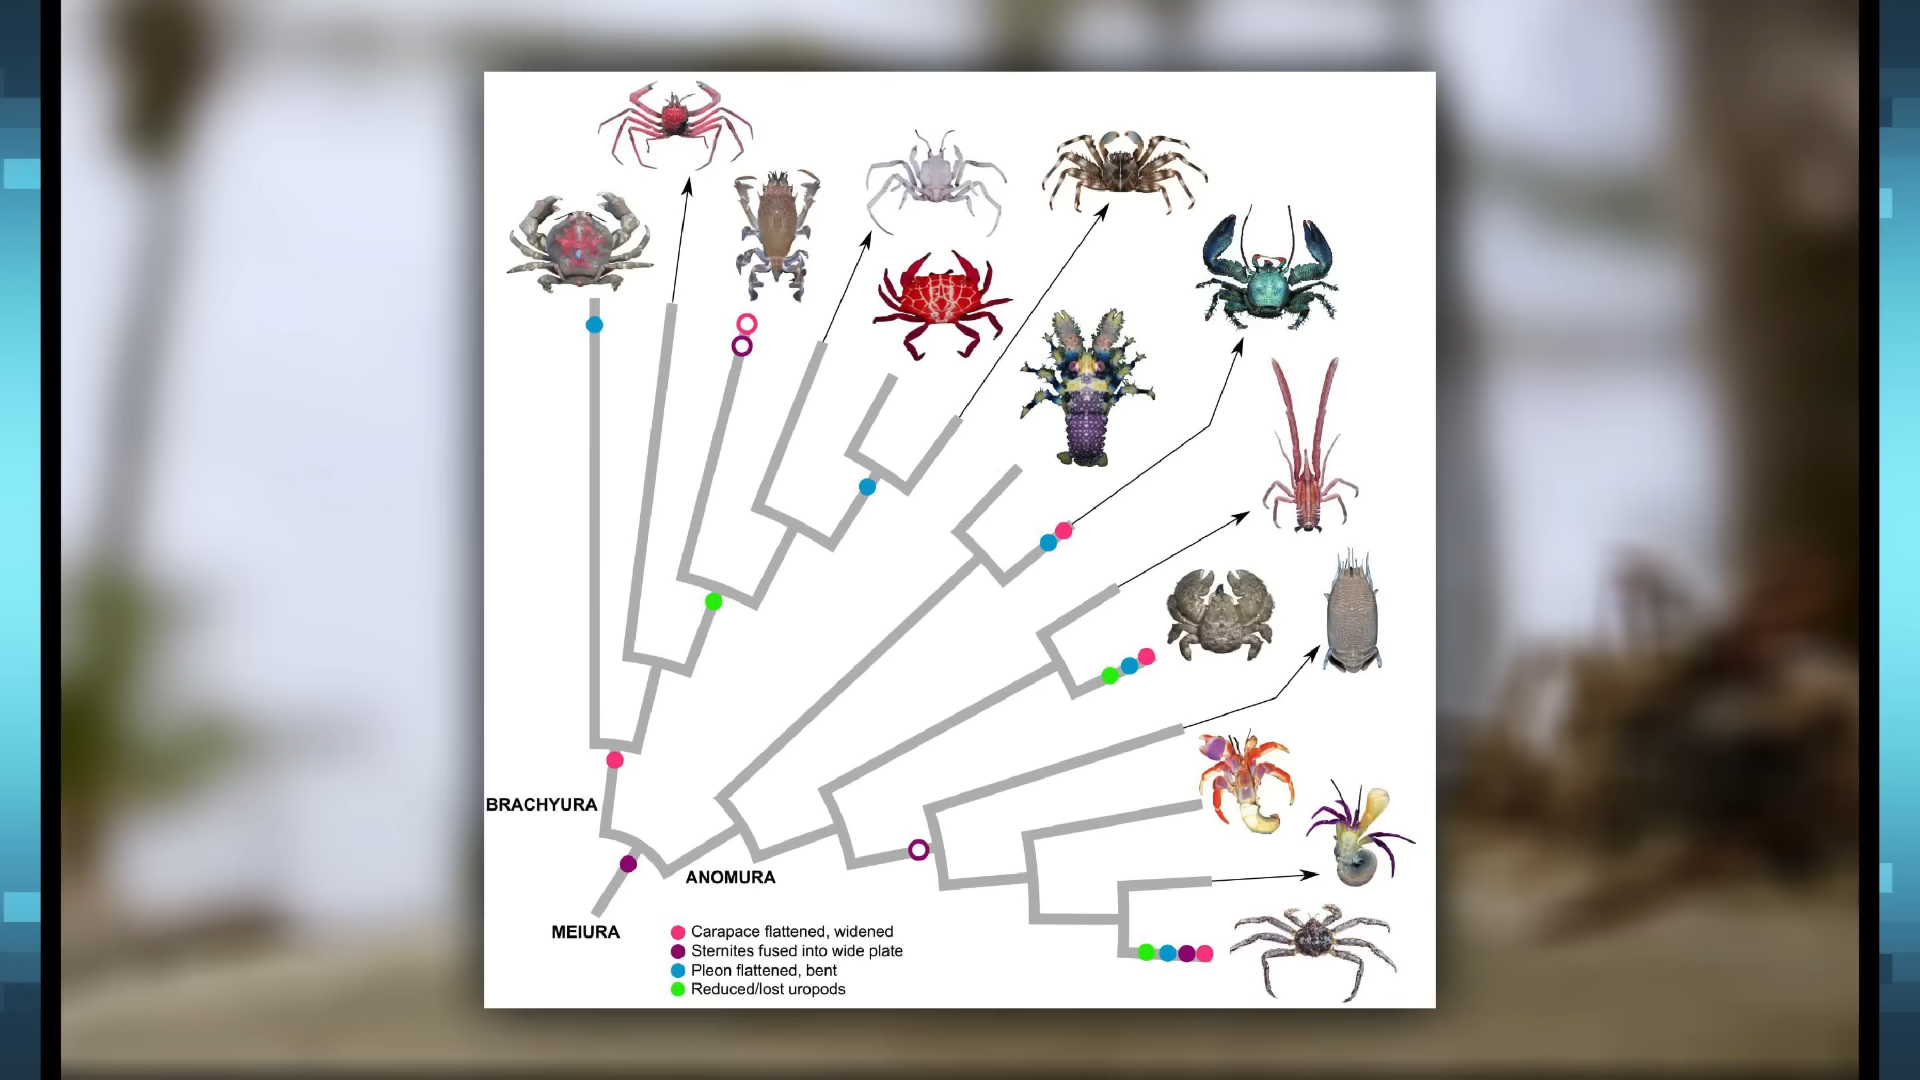 BRACHYURA
ANOMURA
MEIURA
Carapace flattened, widened
Sternites fused into wide plate
Pleon flattened, bent
Reduced/lost uropods